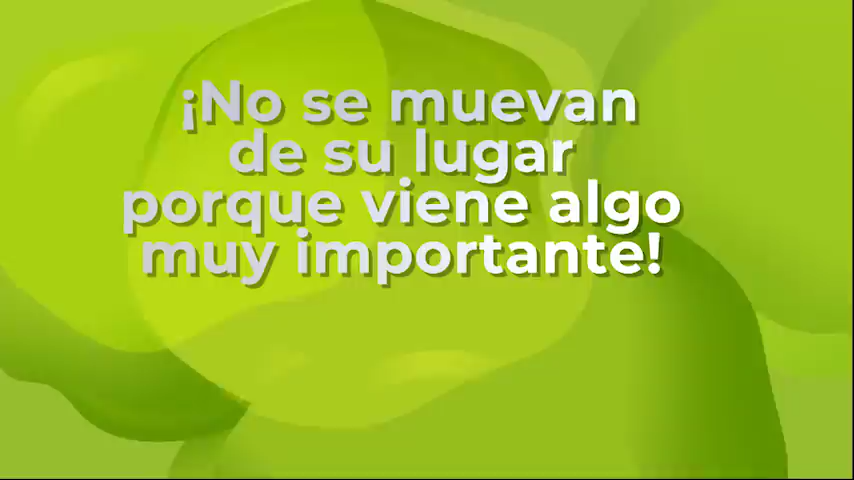 ¡No se muevan
de su lugar
porque viene algo
muy importante!